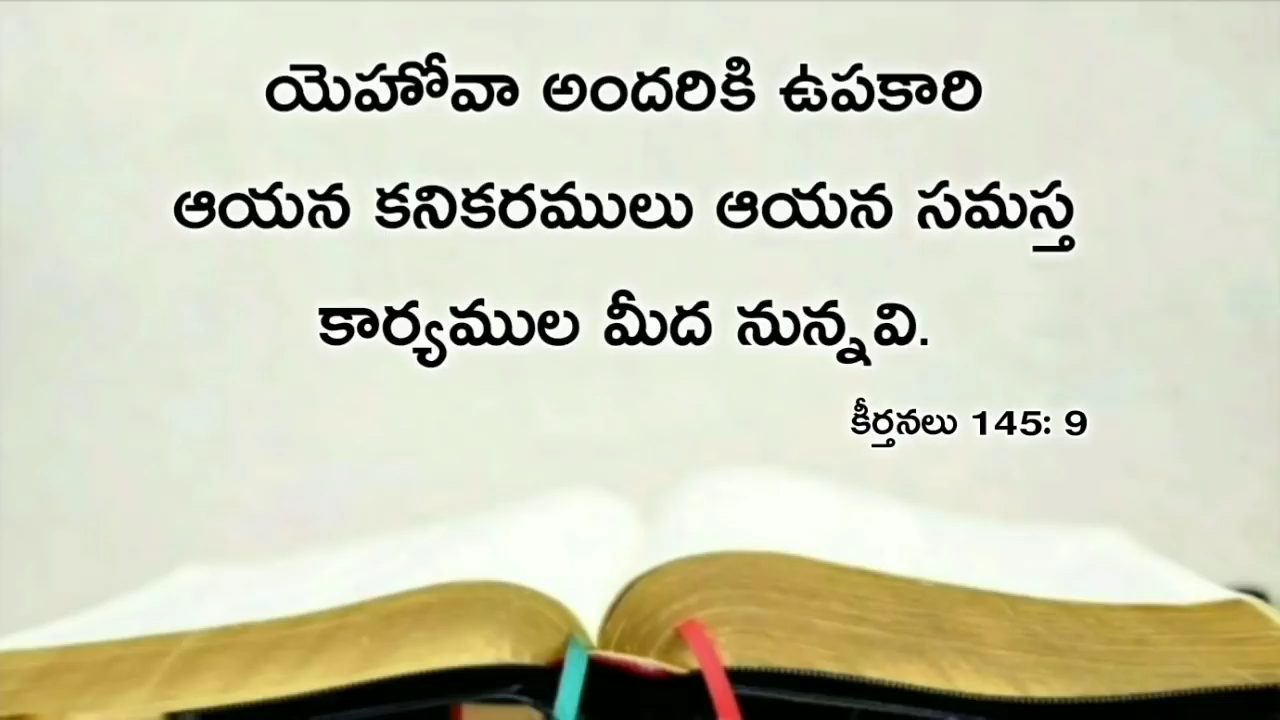 యెహోవా అందరికి ఉపకారి
ఆయన కనికరములు ఆయన సమస్త
కార్యముల మీద నున్నవి.
కీర్తనలు 145: 9